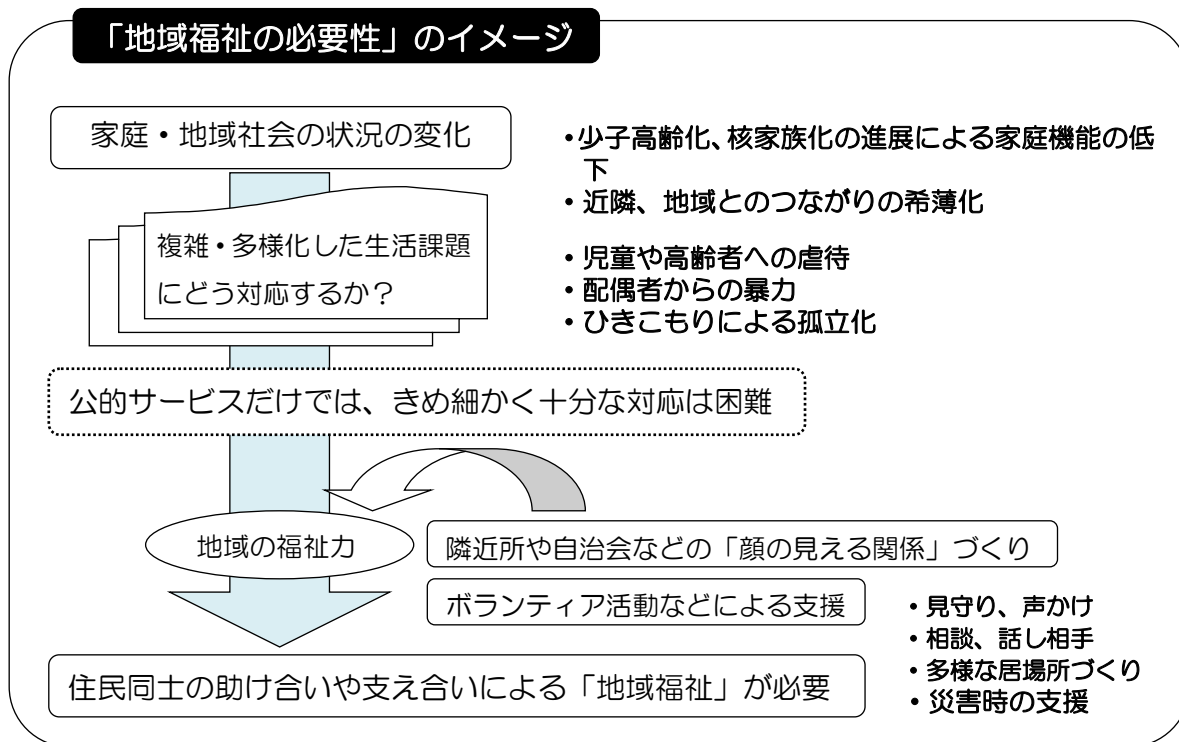 「地域福祉の必要性」のイメージ
家庭・地域社会の状況の変化
・少子高齢化、核家族化の進展による家庭機能の低
下
・近隣、地域とのつながりの希薄化
複雑・多様化した生活課題
にどう対応するか？
・児童や高齢者への虐待
・配偶者からの暴力
・ひきこもりによる孤立化
公的サービスだけでは、きめ細かく十分な対応は困難
地域の福祉力
隣近所や自治会などの「顔の見える関係」づくり
ボランティア活動などによる支援
・見守り、声かけ
・相談、話し相手
・多様な居場所づくり
・災害時の支援
住民同士の助け合いや支え合いによる「地域福祉」が必要